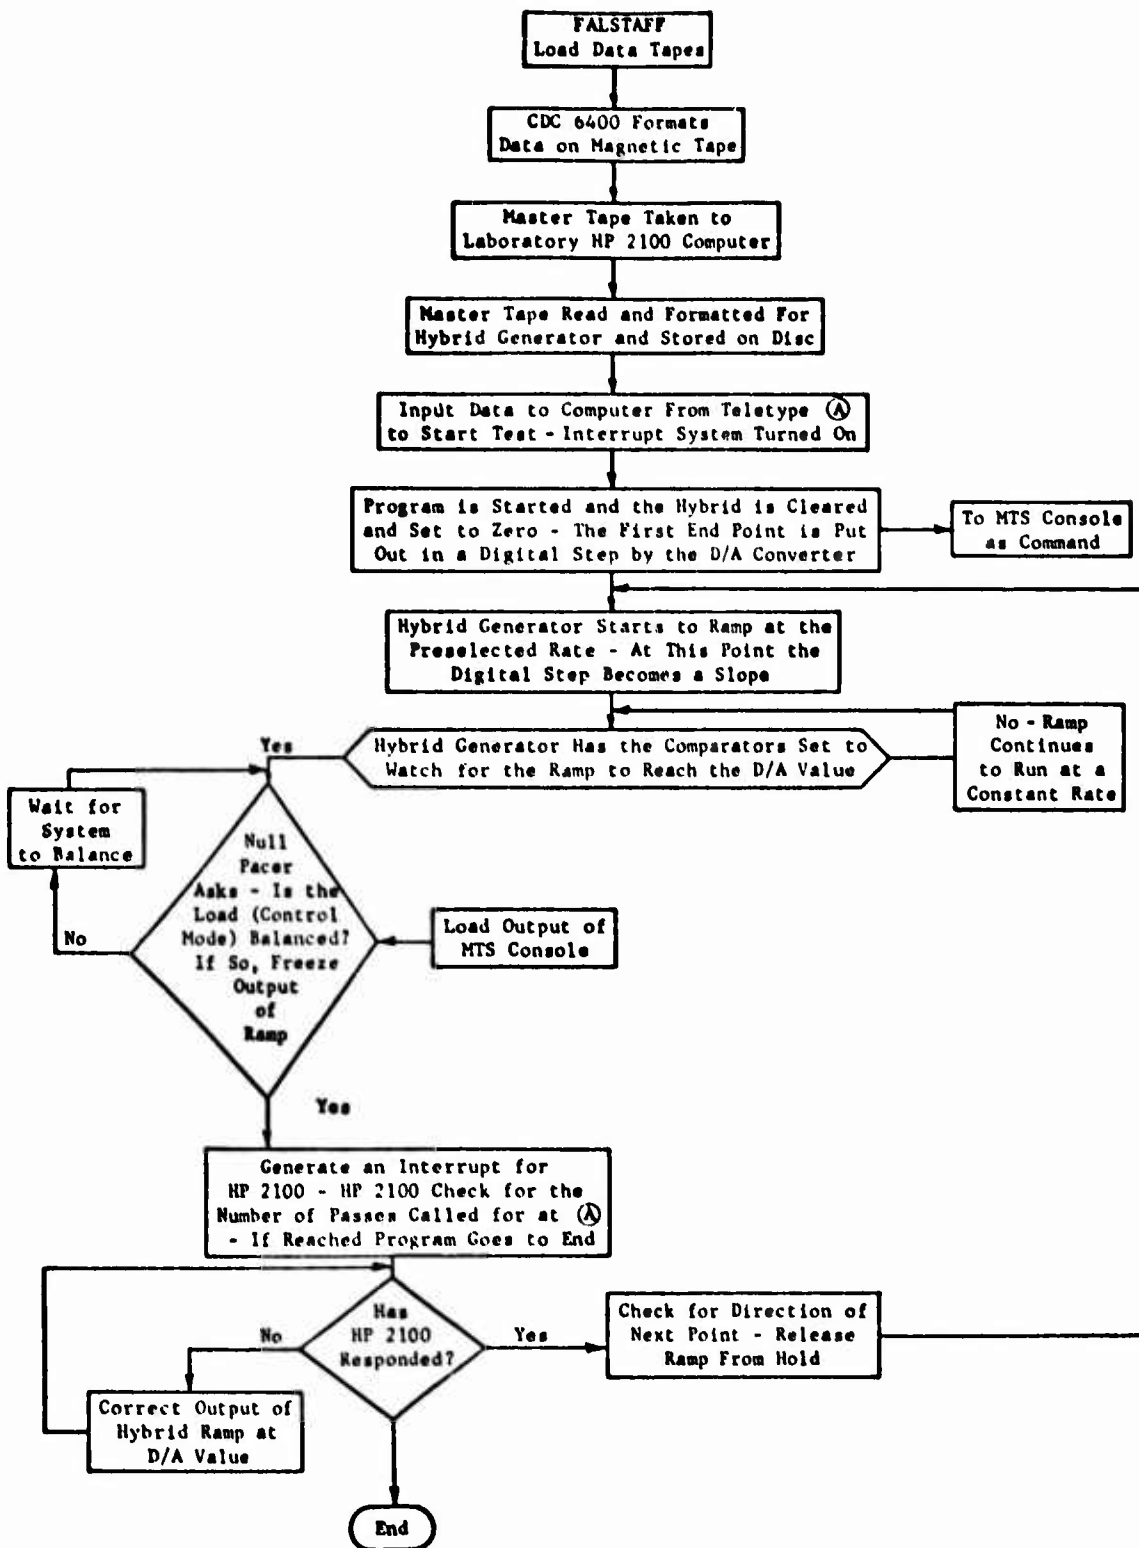 FALSTAFF
Load Data Tapes
CDC 6400 Formats
Data on Magnetic Tape
Master Tape Taken to
Laboratory HP 2100 Computer
Master Tape Read and Formatted For
Hybrid Generator and Stored on Disc
Input Data to Computer From Teletype Ⓐ
to Start Test - Interrupt System Turned On
Program is Started and the Hybrid is Cleared
and Set to Zero - The First End Point is Put
Out in a Digital Step by the D/A Converter
To MTS Console
as Command
Hybrid Generator Starts to Ramp at the
Preselected Rate - At This Point the
Digital Step Becomes a Slope
Yes
Hybrid Generator Has the Comparators Set to
Watch for the Ramp to Reach the D/A Value
No - Ramp
Continues
to Run at a
Constant Rate
Wait for
System
to Balance
Null
Pacer
Asks - Is the
Load (Control
Mode) Balanced?
If So, Freeze
Output
of
Ramp
No
Load Output of
MTS Console
Yes
Generate an Interrupt for
HP 2100 - HP 2100 Check for the
Number of Passes Called for at Ⓐ
- If Reached Program Goes to End
Has
HP 2100
Responded?
No
Yes
Check for Direction of
Next Point - Release
Ramp From Hold
Correct Output of
Hybrid Ramp at
D/A Value
End